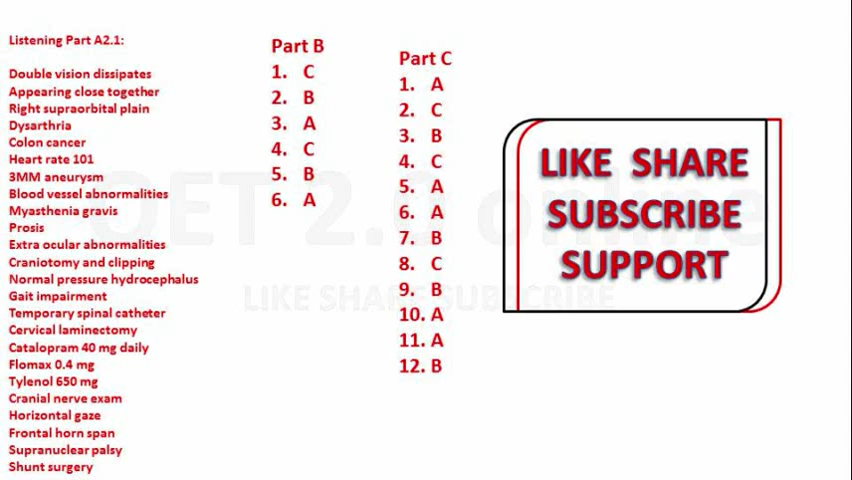 Listening Part A2.1:
Double vision dissipates
Appearing close together
Right supraorbital plain
Dysarthria
Colon cancer
Heart rate 101
3MM aneurysm
Blood vessel abnormalities
Myasthenia gravis
Prosis
Extra ocular abnormalities
Craniotomy and clipping
Normal pressure hydrocephalus
Gait impairment
Temporary spinal catheter
Cervical laminectomy
Catalopram 40 mg daily
Flomax 0.4 mg
Tylenol 650 mg
Cranial nerve exam
Horizontal gaze
Frontal horn span
Supranuclear palsy
Shunt surgery
Part B
1. C
2. B
3. A
4. C
5. B
6. A
Part C
1. A
2. C
3. B
4. C
5. A
6. A
7. B
8. C
9. B
10. A
11. A
12. B
LIKE SHARE
SUBSCRIBE
SUPPORT
OET 2.0 online
LIKE SHARE SUBSCRIBE